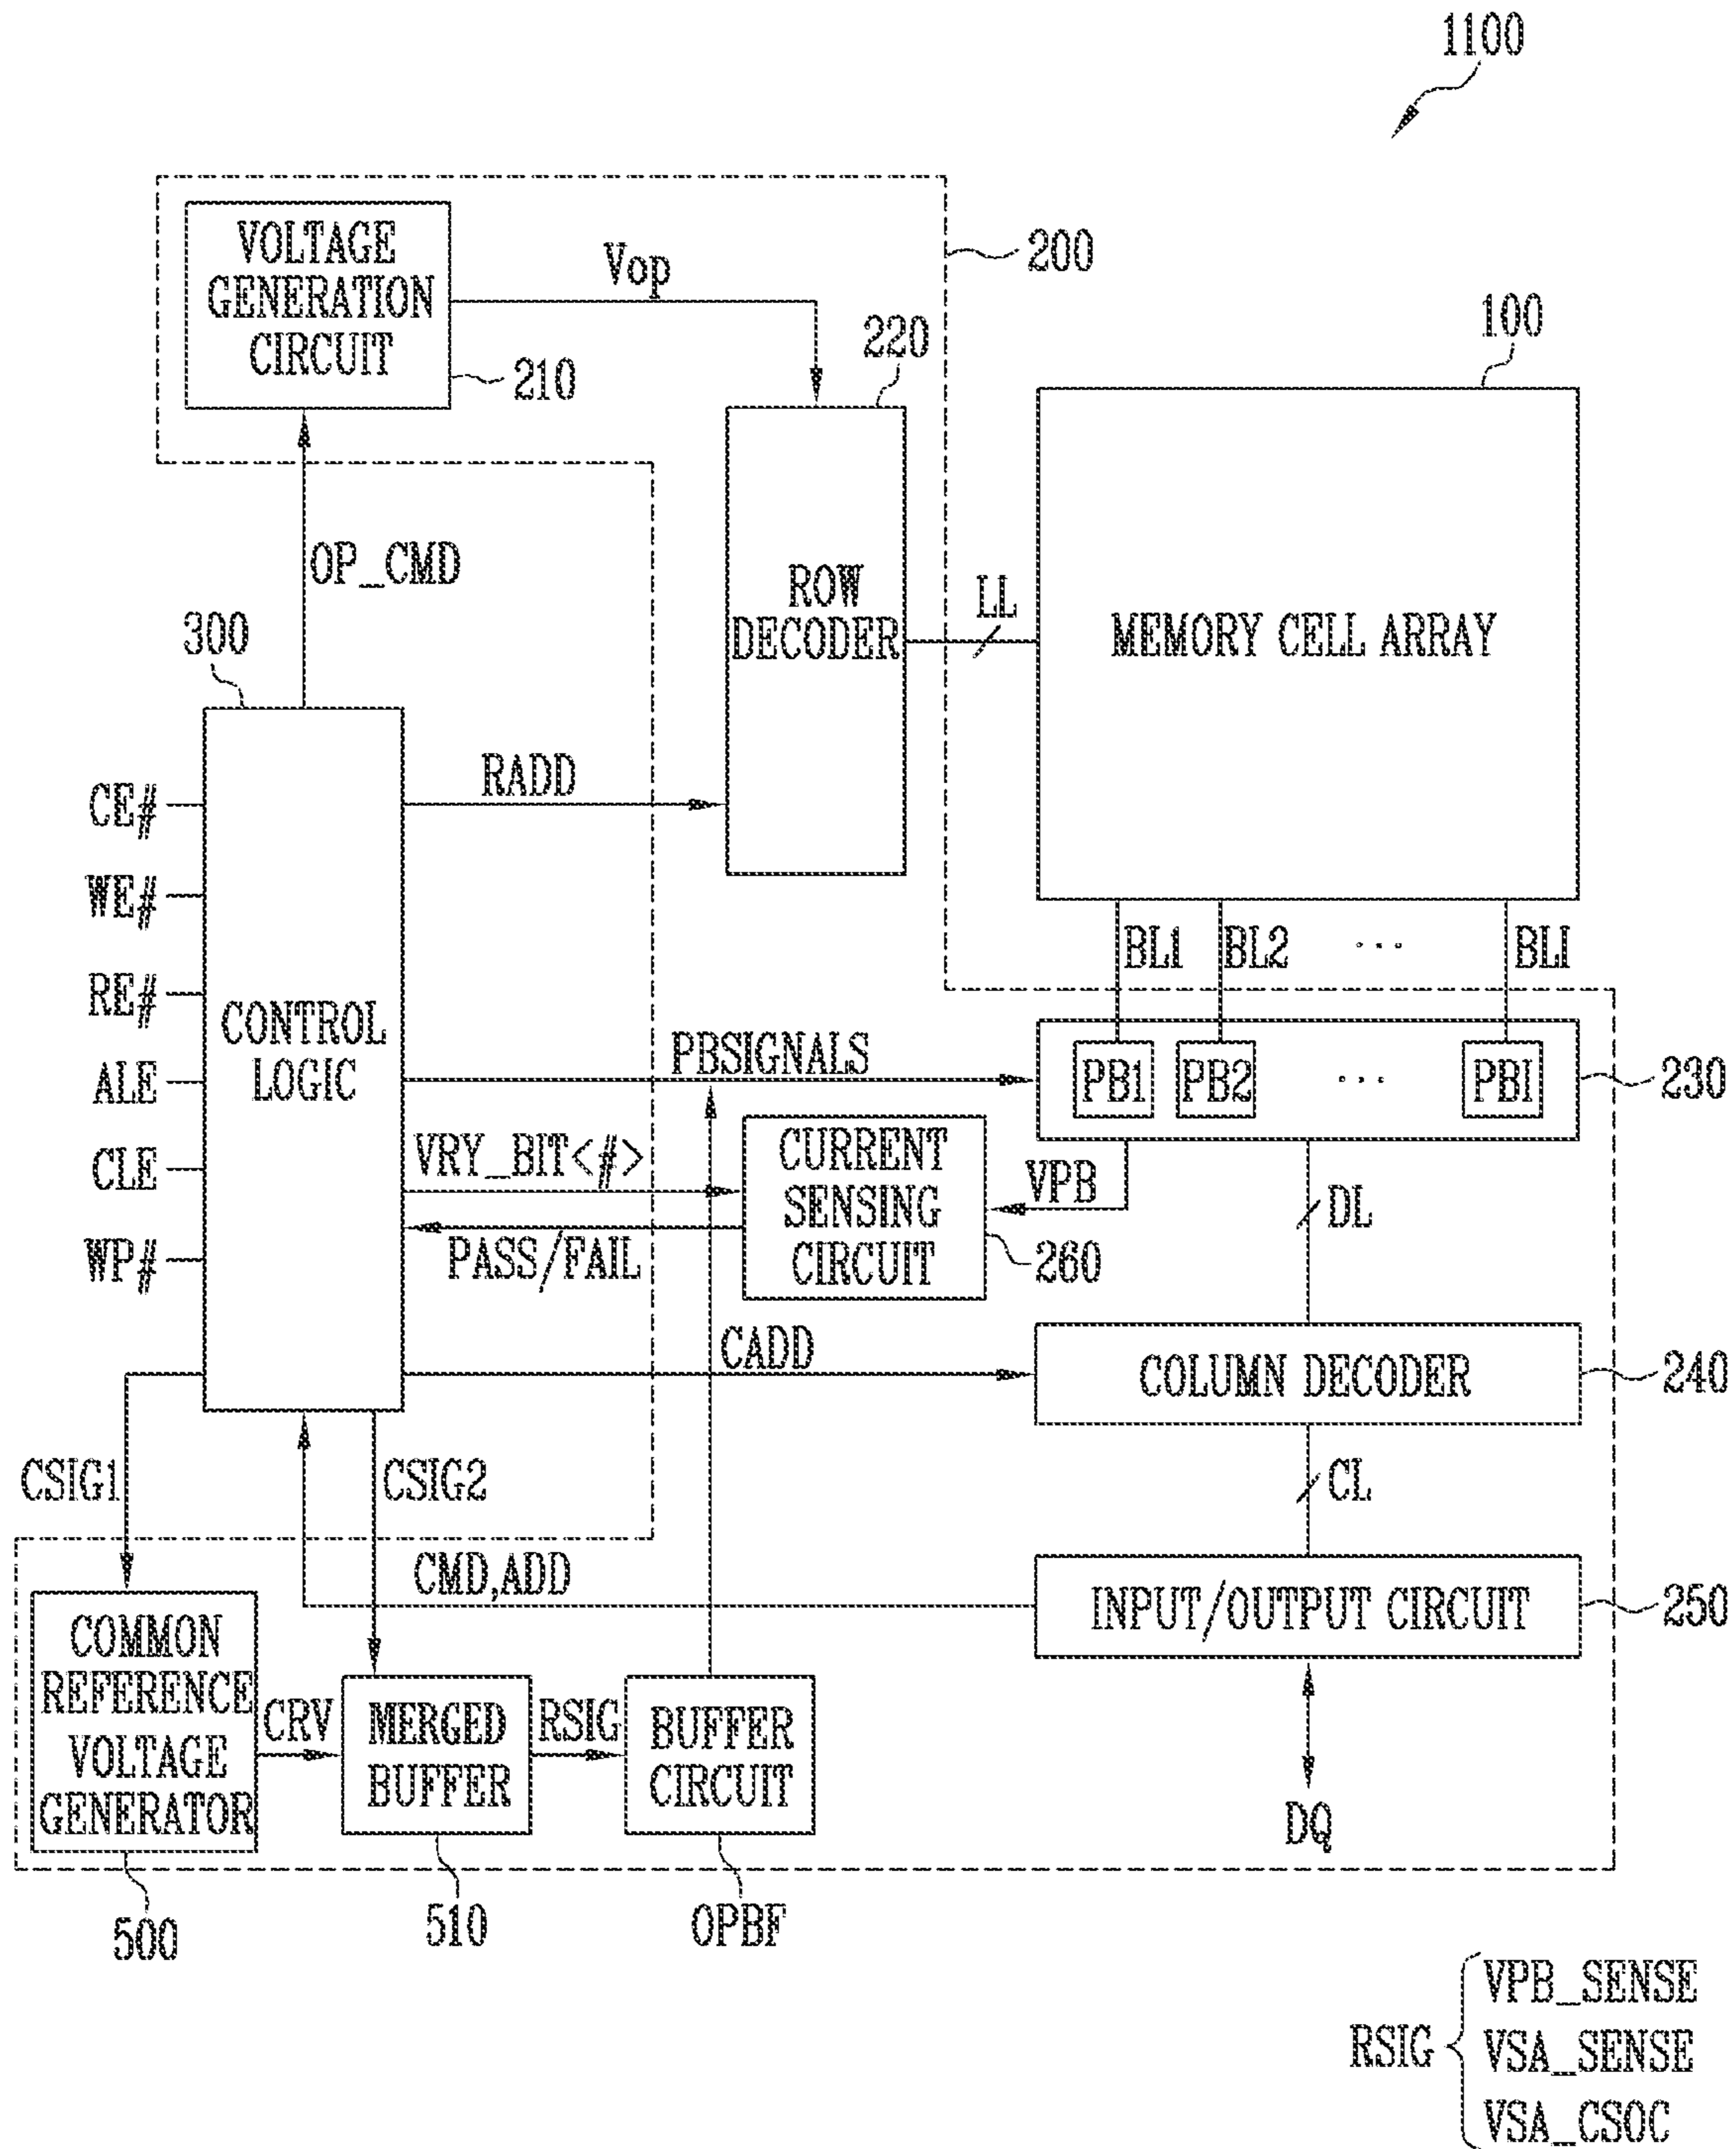 1100
VOLTAGE
GENERATION
CIRCUIT
210
Vop
200
220
100
OP_CMD
ROW
DECODER
LL
MEMORY CELL ARRAY
300
CE#
WE#
RE#
ALE
CLE
WP#
CONTROL
LOGIC
RADD
BL1 BL2 ... BLI
PBSIGNALS
PB1 PB2 ... PBI
230
VRY_BIT<#>
PASS/FAIL
CURRENT
SENSING
CIRCUIT
260
VPB
DL
CADD
COLUMN DECODER
240
CSIG1
CSIG2
CL
CMD,ADD
INPUT/OUTPUT CIRCUIT
250
COMMON
REFERENCE
VOLTAGE
GENERATOR
CRV
MERGED
BUFFER
RSIG
BUFFER
CIRCUIT
DQ
500
510
OPBF
RSIG
VPB_SENSE
VSA_SENSE
VSA_CSOC